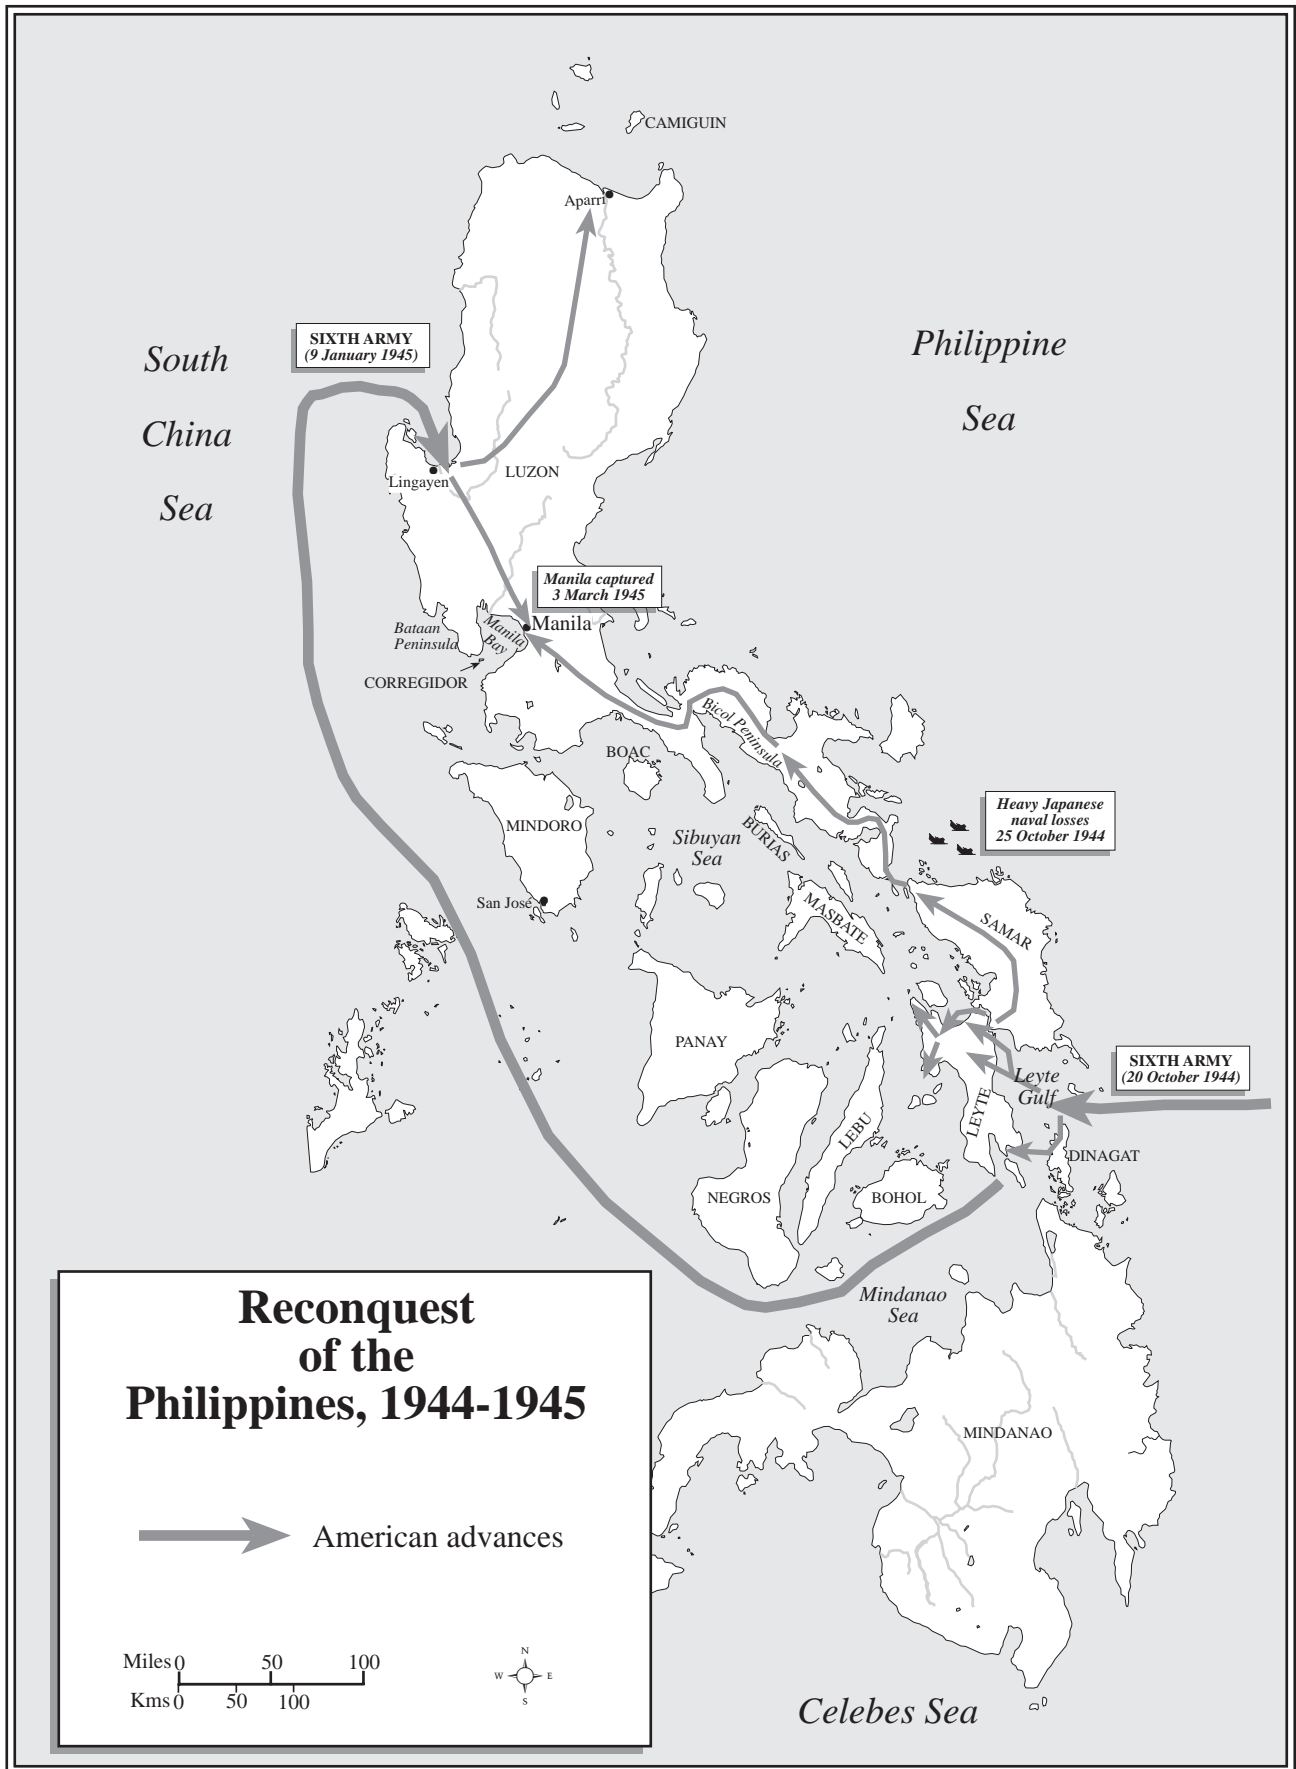 CAMIGUIN
Aparri
SIXTH ARMY
(9 January 1945)
South
China
Sea
Philippine
Sea
Lingayen
LUZON
Manila captured
3 March 1945
Manila
Manila
Bay
Bataan
Peninsula
CORREGIDOR
Bicol Peninsula
BOAC
MINDORO
Sibuyan
Sea
BURIAS
Heavy Japanese
naval losses
25 October 1944
San José
MASBATE
SAMAR
PANAY
SIXTH ARMY
(20 October 1944)
Leyte
Gulf
LEYTE
LEBU
DINAGAT
NEGROS
BOHOL
Mindanao
Sea
MINDANAO
Celebes Sea
Reconquest
of the
Philippines, 1944-1945
American advances
Miles 0 50 100
Kms 0 50 100
N
W E
S